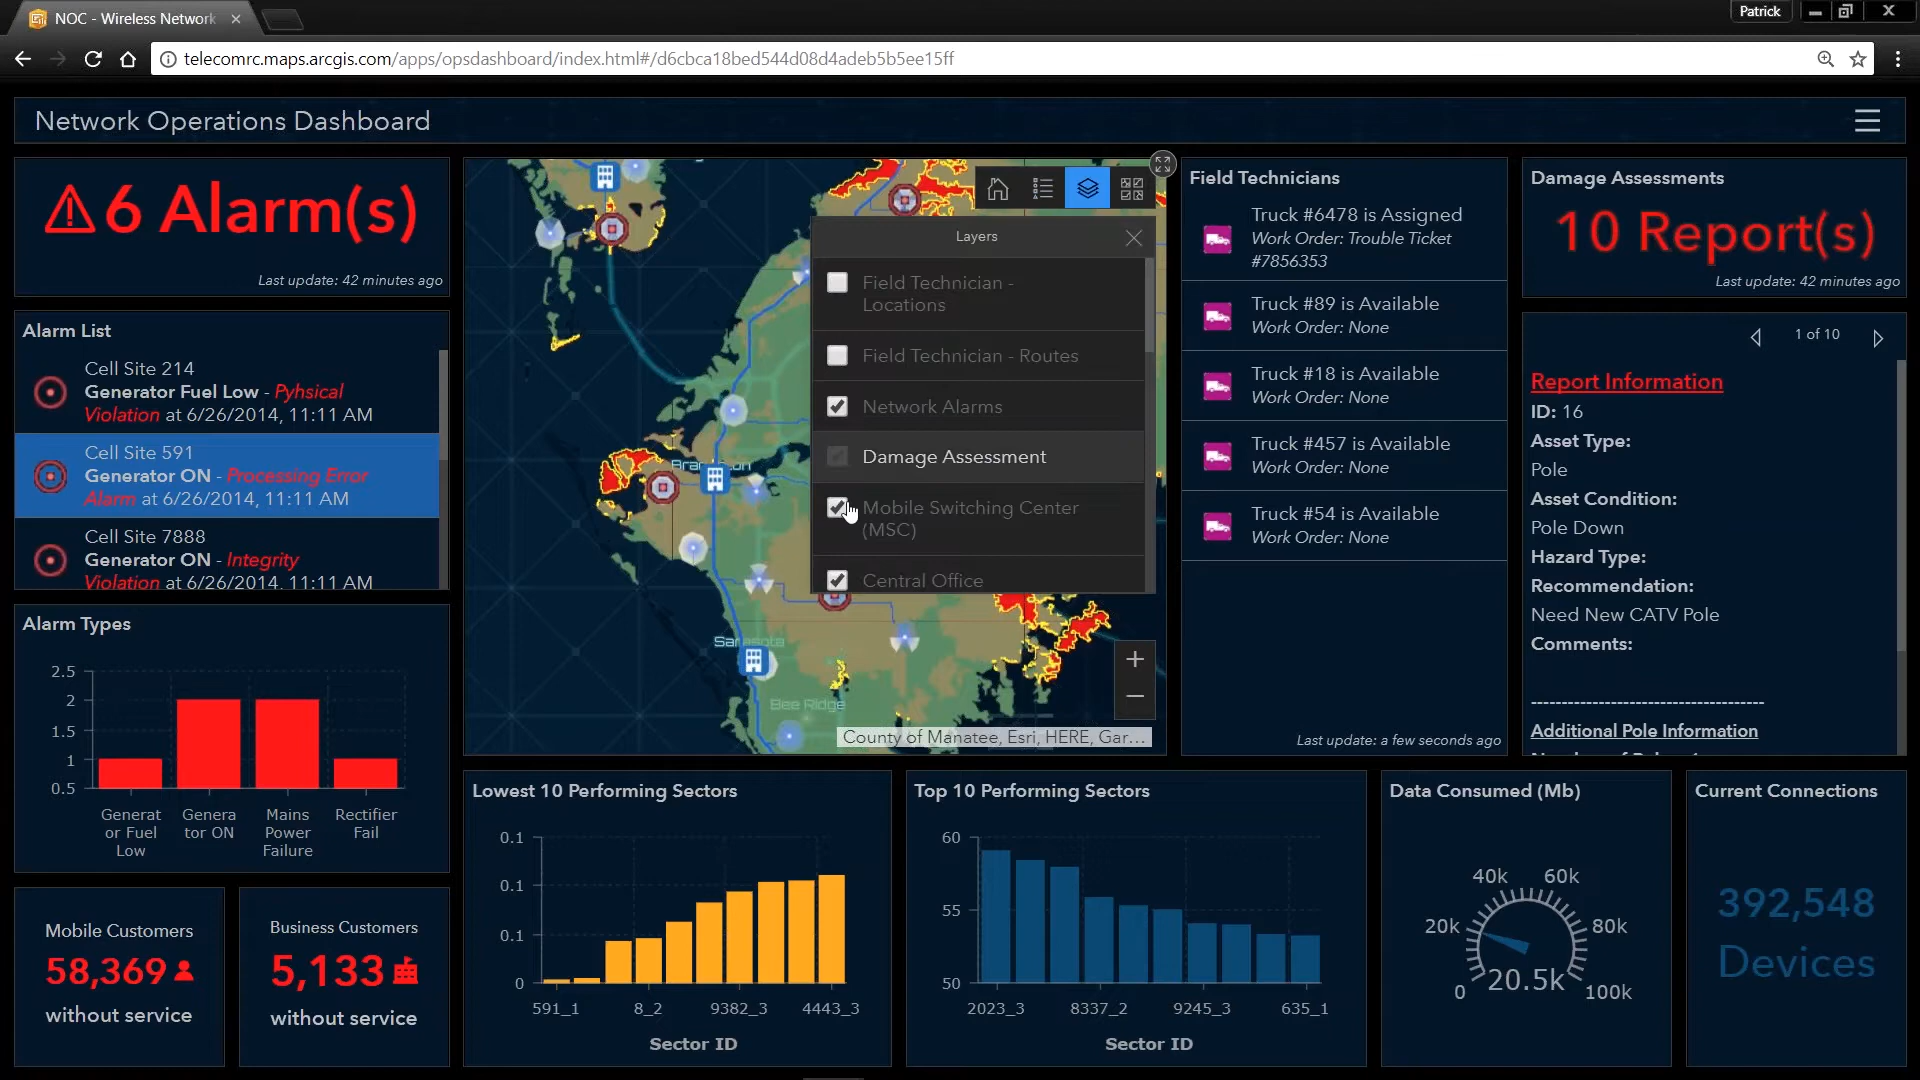 NOC - Wireless Network
Patrick
telecomrc.maps.arcgis.com/apps/opsdashboard/index.html#/d6cbca18bed544d08d4adeb5b5ee15ff
Network Operations Dashboard
6 Alarm(s)
Last update: 42 minutes ago
Alarm List
Cell Site 214
Generator Fuel Low - Pyhsical
Violation at 6/26/2014, 11:11 AM
Cell Site 591
Generator ON - Processing Error
Alarm at 6/26/2014, 11:11 AM
Cell Site 7888
Generator ON - Integrity
Violation at 6/26/2014, 11:11 AM
Alarm Types
2.5
2
1.5
1
0.5
Generat
or Fuel
Low
Genera
tor ON
Mains
Power
Failure
Rectifier
Fail
Mobile Customers
58,369
without service
Business Customers
5,133
without service
Layers
Field Technician -
Locations
Field Technician - Routes
Network Alarms
Damage Assessment
Mobile Switching Center
(MSC)
Central Office
Sarasota
Bee Ridge
County of Manatee, Esri, HERE, Gar...
Field Technicians
Truck #6478 is Assigned
Work Order: Trouble Ticket
#7856353
Truck #89 is Available
Work Order: None
Truck #18 is Available
Work Order: None
Truck #457 is Available
Work Order: None
Truck #54 is Available
Work Order: None
Last update: a few seconds ago
Damage Assessments
10 Report(s)
Last update: 42 minutes ago
1 of 10
Report Information
ID: 16
Asset Type:
Pole
Asset Condition:
Pole Down
Hazard Type:
Recommendation:
Need New CATV Pole
Comments:
---------------------------------------
Additional Pole Information
Lowest 10 Performing Sectors
0.1
0.1
0.1
0
591_1
8_2
9382_3
4443_3
Sector ID
Top 10 Performing Sectors
60
55
50
2023_3
8337_2
9245_3
635_1
Sector ID
Data Consumed (Mb)
0
20k
40k
60k
80k
100k
20.5k
Current Connections
392,548
Devices